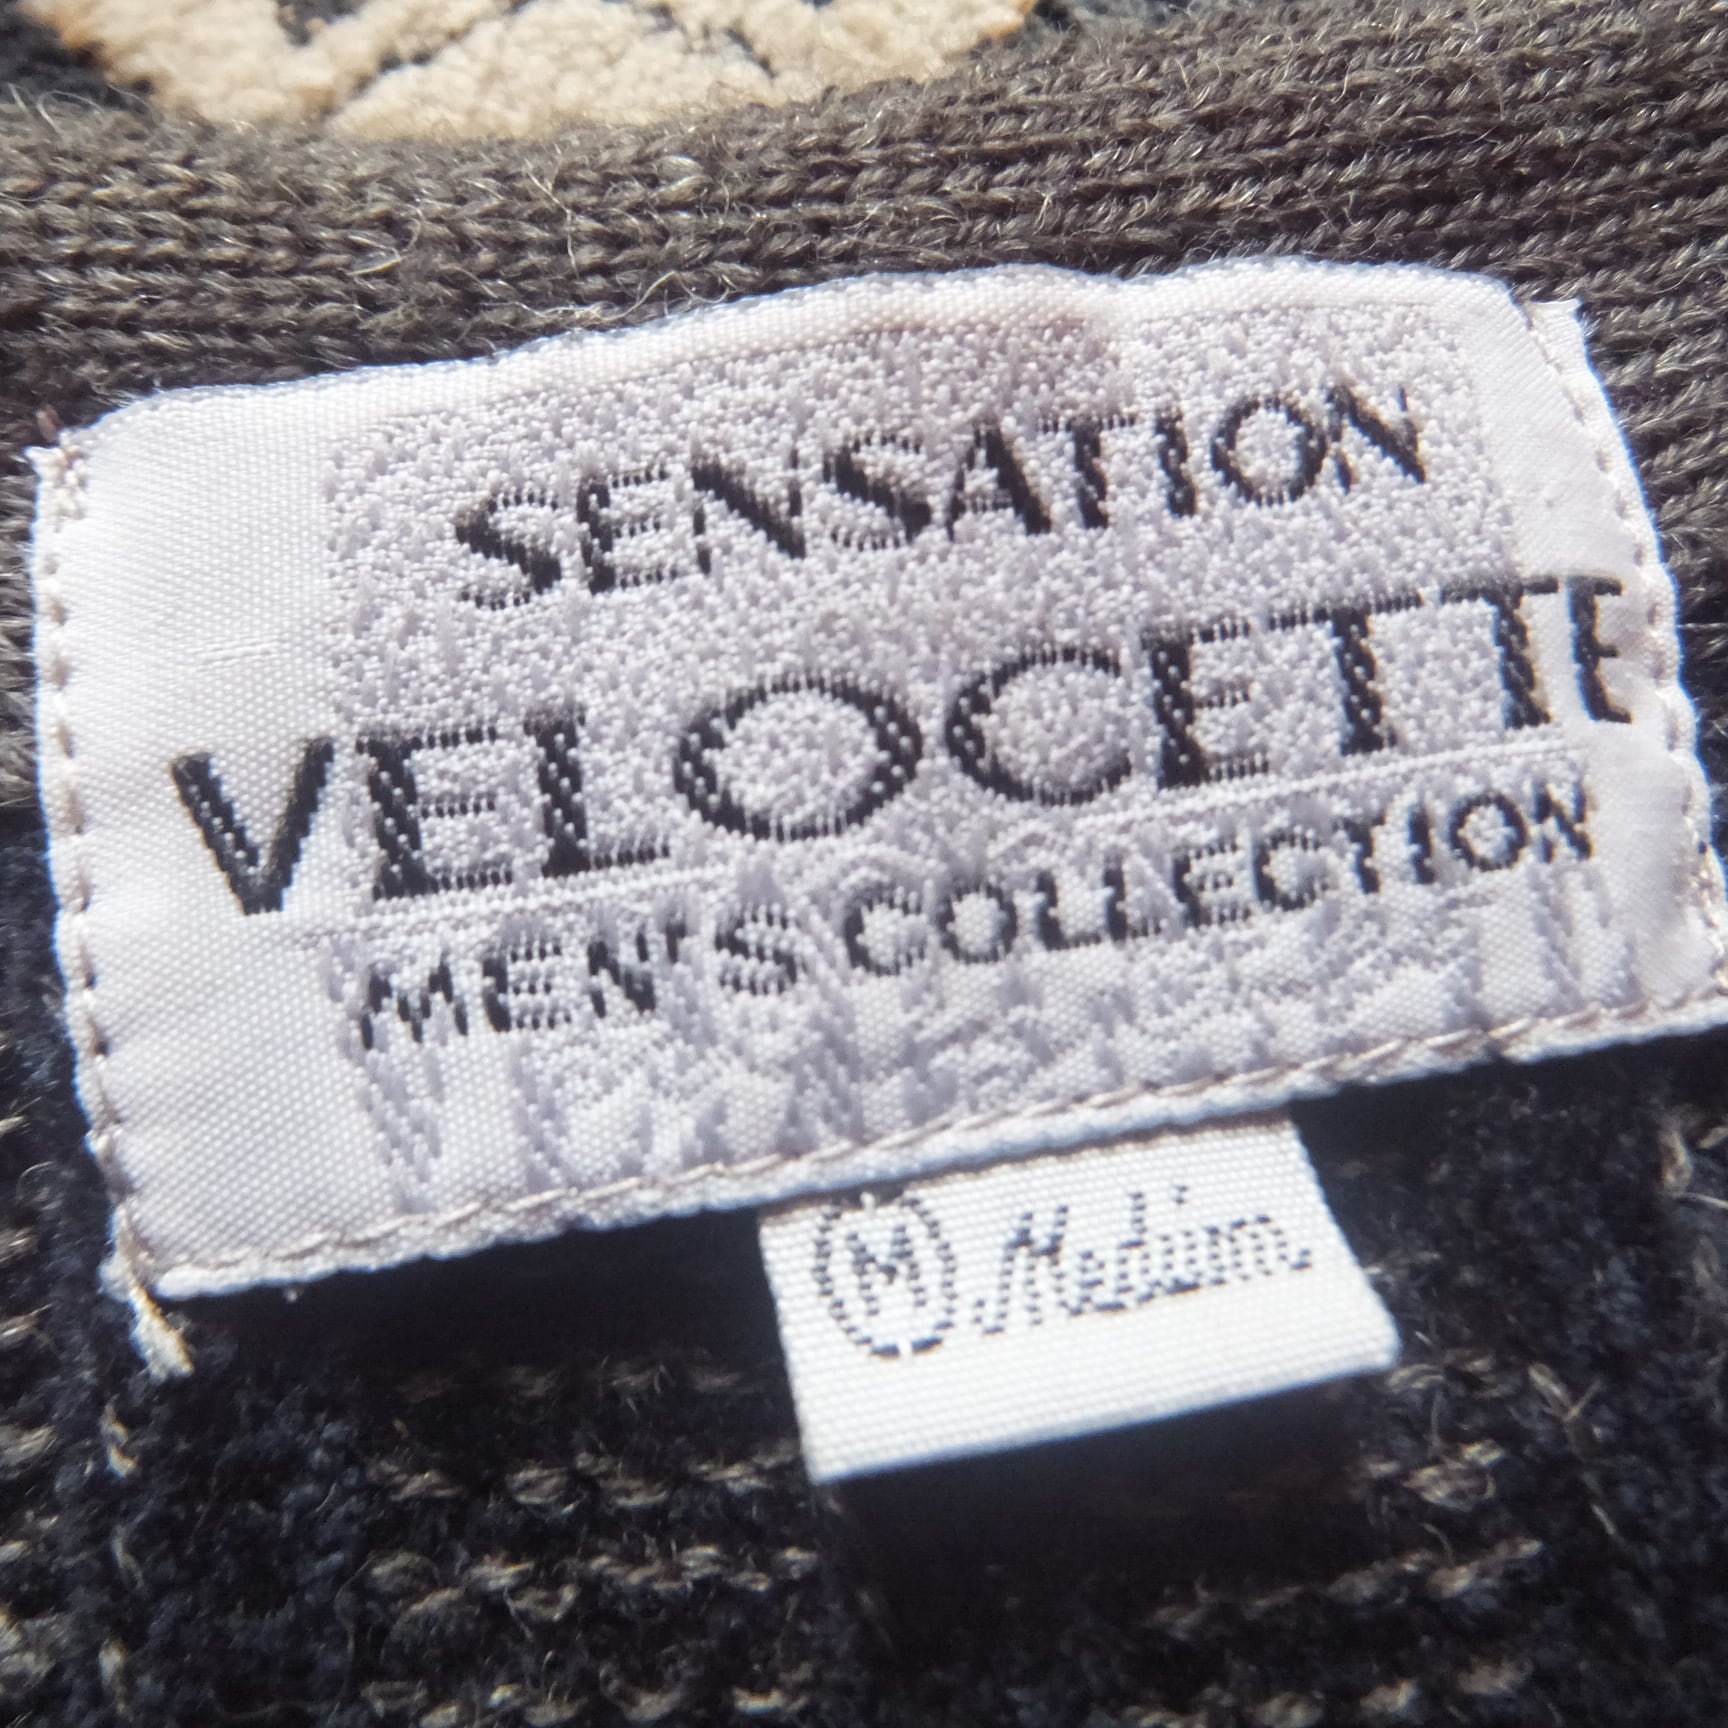 SENSATION
VELOCETTE
MEN'S COLLECTION
M Medium